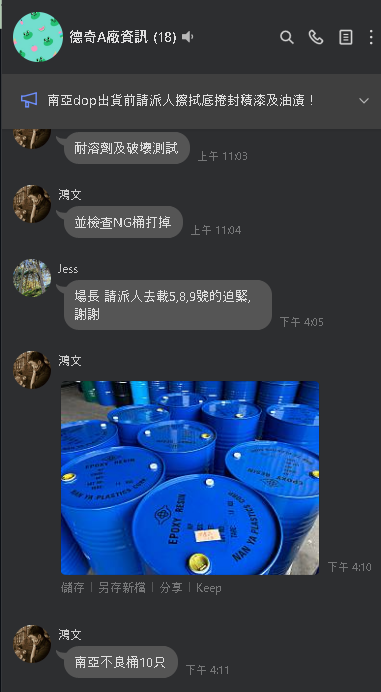 德奇A廠資訊 (18)
南亞dop出貨前請派人擦拭底捲封積漆及油漬！
耐溶劑及破壞測試
上午 11:03
鴻文
並檢查NG桶打掉
上午 11:04
Jess
場長 請派人去載5,8,9號的迫緊,
謝謝
下午 4:05
鴻文
EPOXY RESIN
NAN YA PLASTICS CORP.
EPOXY RESIN
NAN YA PLASTICS CORP.
EPOXY RESIN
下午 4:10
儲存 | 另存新檔 | 分享 | Keep
鴻文
南亞不良桶10只
下午 4:11